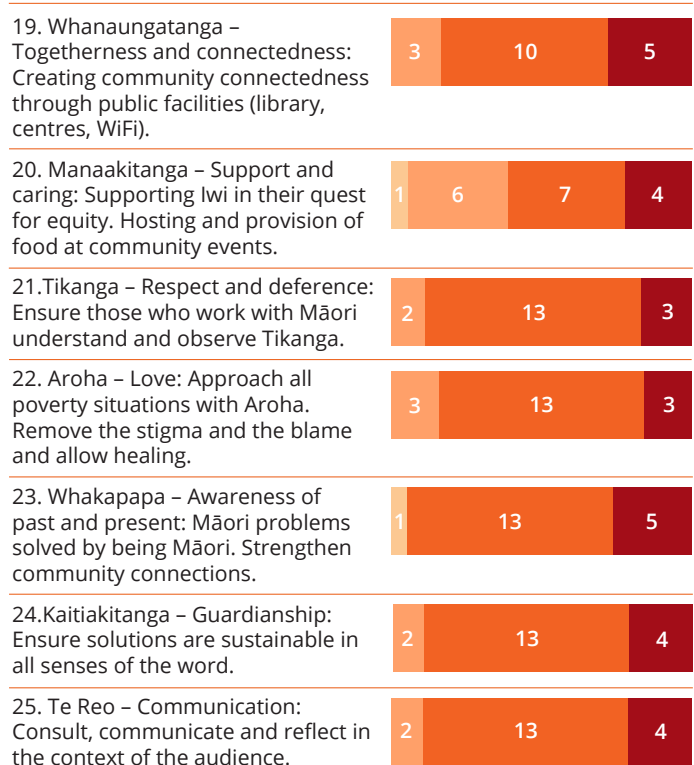 19. Whanaungatanga –
Togetherness and connectedness:
Creating community connectedness
through public facilities (library,
centres, WiFi).
3 10 5
20. Manaakitanga – Support and
caring: Supporting Iwi in their quest
for equity. Hosting and provision of
food at community events.
1 6 7 4
21.Tikanga – Respect and deference:
Ensure those who work with Māori
understand and observe Tikanga.
2 13 3
22. Aroha – Love: Approach all
poverty situations with Aroha.
Remove the stigma and the blame
and allow healing.
3 13 3
23. Whakapapa – Awareness of
past and present: Māori problems
solved by being Māori. Strengthen
community connections.
1 13 5
24.Kaitiakitanga – Guardianship:
Ensure solutions are sustainable in
all senses of the word.
2 13 4
25. Te Reo – Communication:
Consult, communicate and reflect in
the context of the audience.
2 13 4